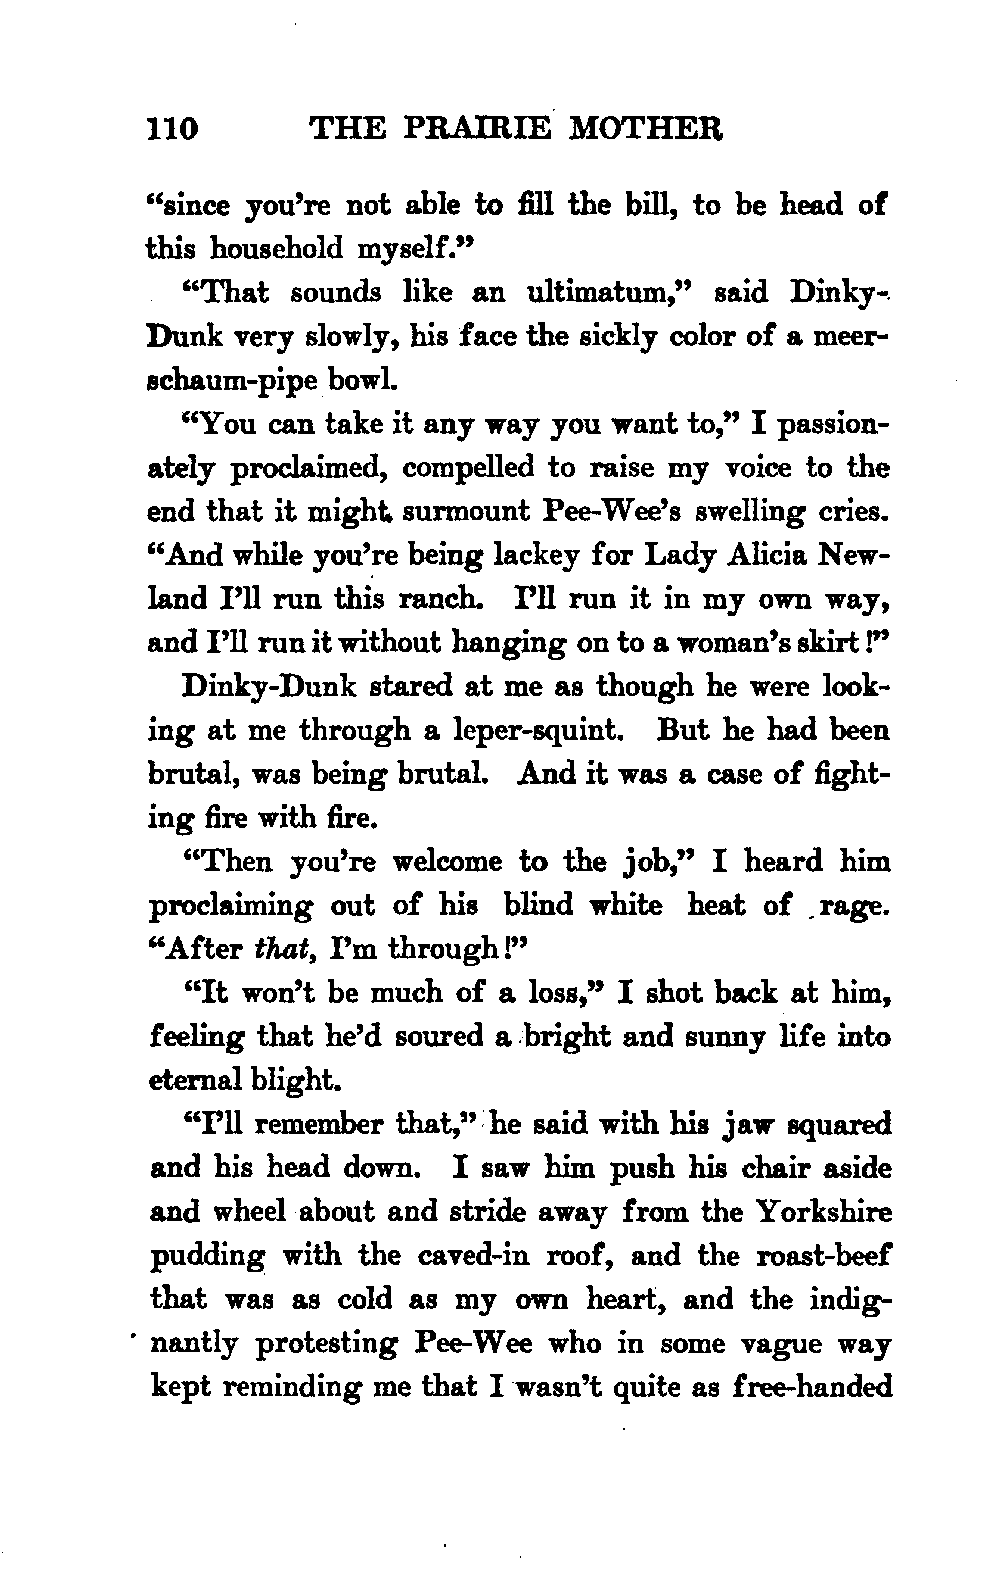 110 THE PRAIRIE MOTHER
“since you’re not able to fill the bill, to be head of
this household myself.”
“That sounds like an ultimatum,” said Dinky-
Dunk very slowly, his face the sickly color of a meer-
schaum-pipe bowl.
“You can take it any way you want to,” I passion-
ately proclaimed, compelled to raise my voice to the
end that it might surmount Pee-Wee’s swelling cries.
“And while you’re being lackey for Lady Alicia New-
land I’ll run this ranch. I’ll run it in my own way,
and I’ll run it without hanging on to a woman’s skirt!”
Dinky-Dunk stared at me as though he were look-
ing at me through a leper-squint. But he had been
brutal, was being brutal. And it was a case of fight-
ing fire with fire.
“Then you’re welcome to the job,” I heard him
proclaiming out of his blind white heat of rage.
“After that, I’m through!”
“It won’t be much of a loss,” I shot back at him,
feeling that he’d soured a bright and sunny life into
eternal blight.
“I’ll remember that,” he said with his jaw squared
and his head down. I saw him push his chair aside
and wheel about and stride away from the Yorkshire
pudding with the caved-in roof, and the roast-beef
that was as cold as my own heart, and the indig-
nantly protesting Pee-Wee who in some vague way
kept reminding me that I wasn’t quite as free-handed